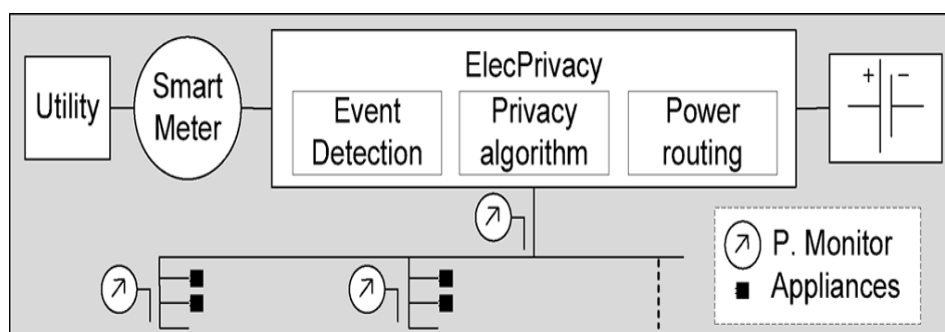 Utility
Smart
Meter
ElecPrivacy
Event
Detection
Privacy
algorithm
Power
routing
+ -
P. Monitor
Appliances